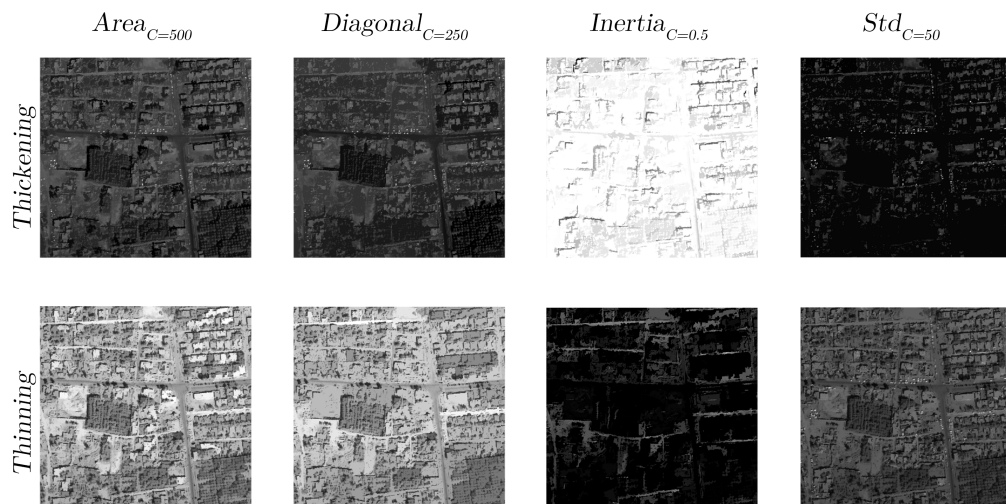 Area_{C=500} Diagonal_{C=250} Inertia_{C=0.5} Std_{C=50}
Thickening
Thinning